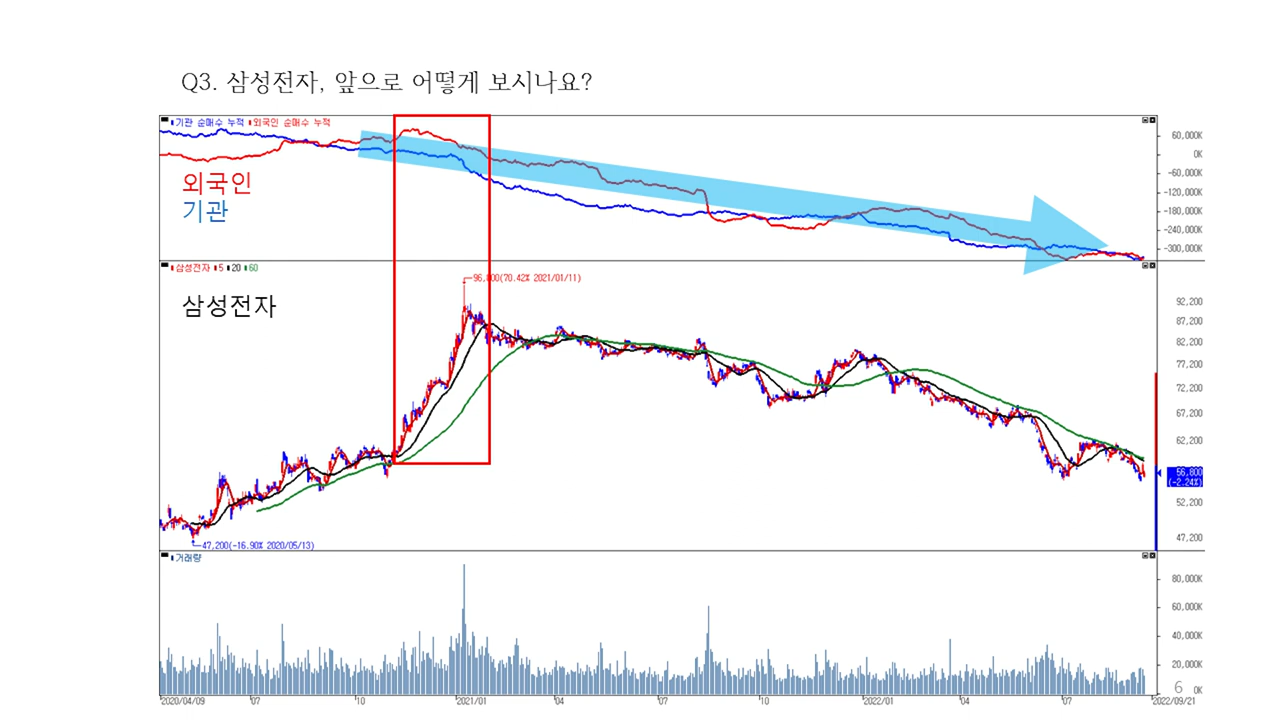 Q3. 삼성전자, 앞으로 어떻게 보시나요?
기관 순매수 누적 외국인 순매수 누적
외국인
기관
60,000K
0K
-60,000K
-120,000K
-180,000K
-240,000K
-300,000K
삼성전자 5 20 60
삼성전자
96,800(70.42% 2021/01/11)
92,200
87,200
82,200
77,200
72,200
67,200
62,200
56,800
(-2.24%)
52,200
47,200
47,200(-16.90% 2020/05/13)
거래량
80,000K
60,000K
40,000K
20,000K
0K
6
2020/04/09 07 10 2021/01 04 07 10 2022/01 04 07 2022/09/21